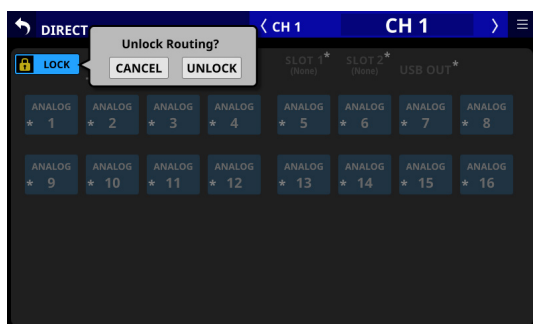 DIRECT
CH 1 CH 1
Unlock Routing?
LOCK CANCEL UNLOCK
SLOT 1* SLOT 2*
(None) (None) USB OUT*
ANALOG ANALOG ANALOG ANALOG ANALOG ANALOG ANALOG ANALOG
* 1 * 2 * 3 * 4 * 5 * 6 * 7 * 8
ANALOG ANALOG ANALOG ANALOG ANALOG ANALOG ANALOG ANALOG
* 9 * 10 * 11 * 12 * 13 * 14 * 15 * 16